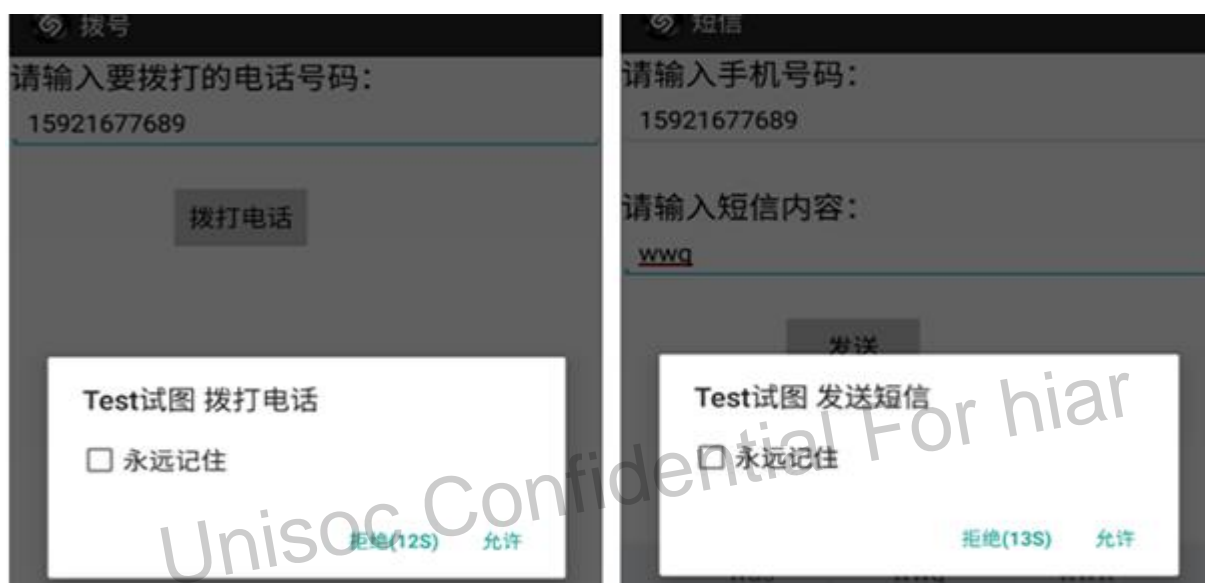 拨号
请输入要拨打的电话号码：
15921677689
拨打电话
Test试图 拨打电话
永远记住
拒绝(12S) 允许
短信
请输入手机号码：
15921677689
请输入短信内容：
wwq
发送
Test试图 发送短信
永远记住
拒绝(13S) 允许
Unisoc Confidential For hiar